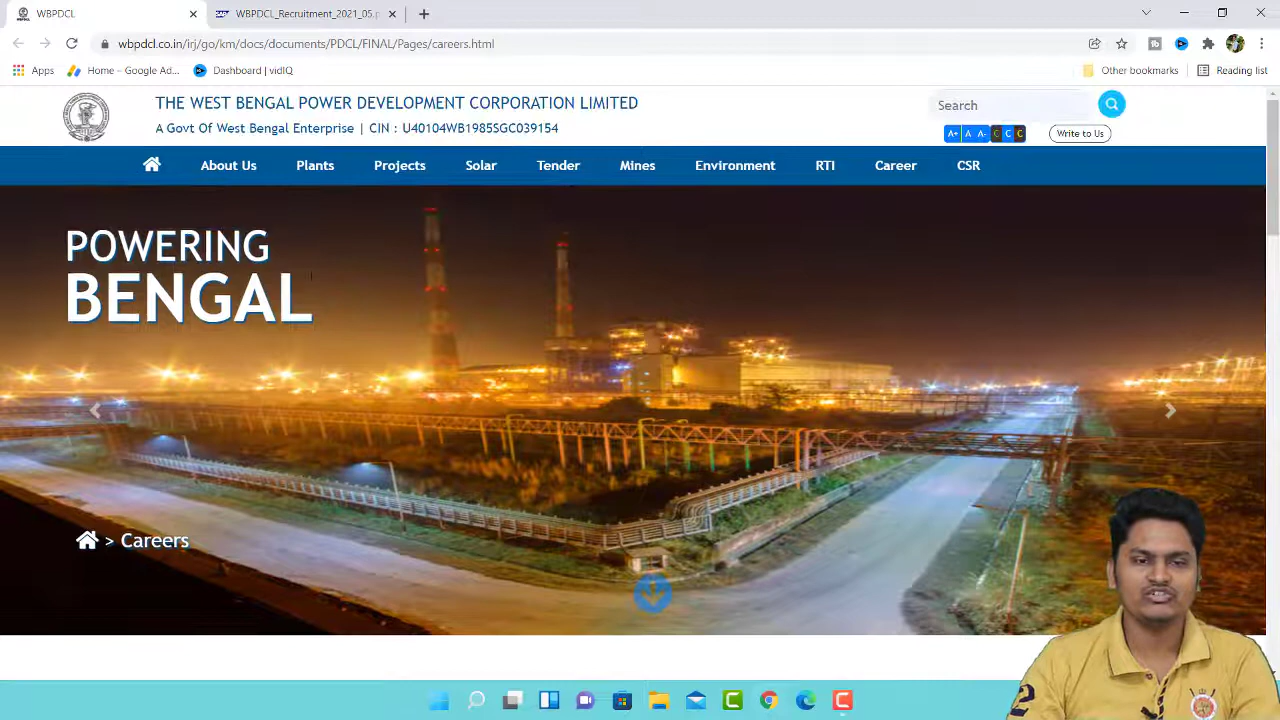 WBPDCL
WBPDCL_Recruitment_2021_05.p
wbpdcl.co.in/irj/go/km/docs/documents/PDCL/FINAL/Pages/careers.html
Apps
Home – Google Ad...
Dashboard | vidIQ
Other bookmarks
Reading list
THE WEST BENGAL POWER DEVELOPMENT CORPORATION LIMITED
A Govt Of West Bengal Enterprise | CIN : U40104WB1985SGC039154
Search
A+ A A- C C C
Write to Us
About Us Plants Projects Solar Tender Mines Environment RTI Career CSR
POWERING
BENGAL
> Careers
2